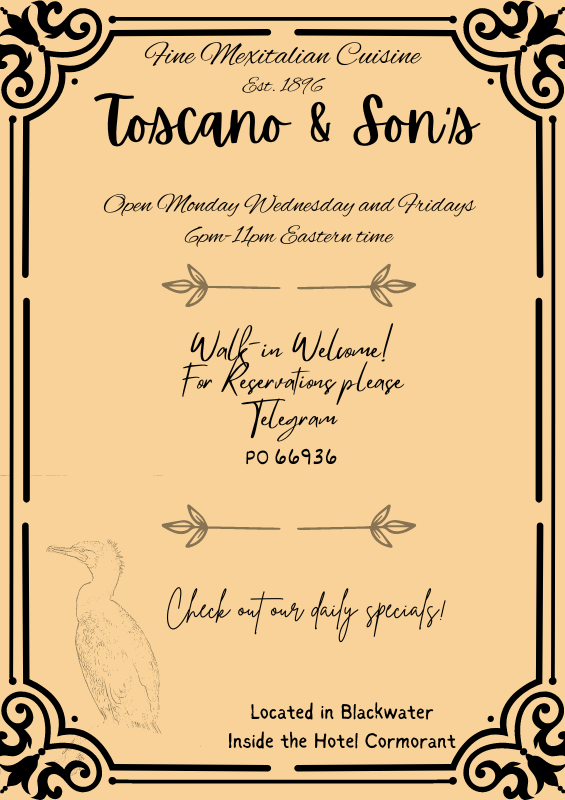 Fine Mexitalian Cuisine
Est. 1896
Toscano & Son's
Open Monday Wednesday and Fridays
6pm-11pm Eastern time
Walk-in Welcome!
For Reservations please
Telegram
PO 66936
Check out our daily specials!
Located in Blackwater
Inside the Hotel Cormorant